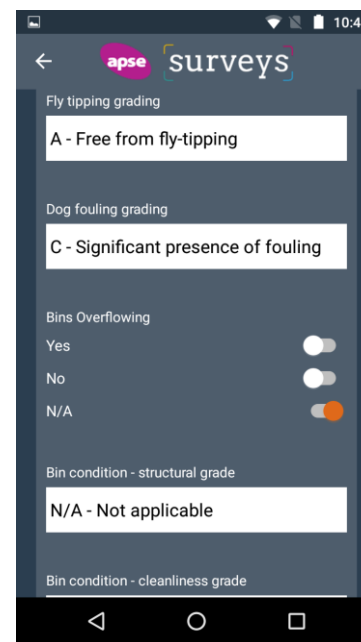 10:4
apse surveys
Fly tipping grading
A - Free from fly-tipping
Dog fouling grading
C - Significant presence of fouling
Bins Overflowing
Yes
No
N/A
Bin condition - structural grade
N/A - Not applicable
Bin condition - cleanliness grade